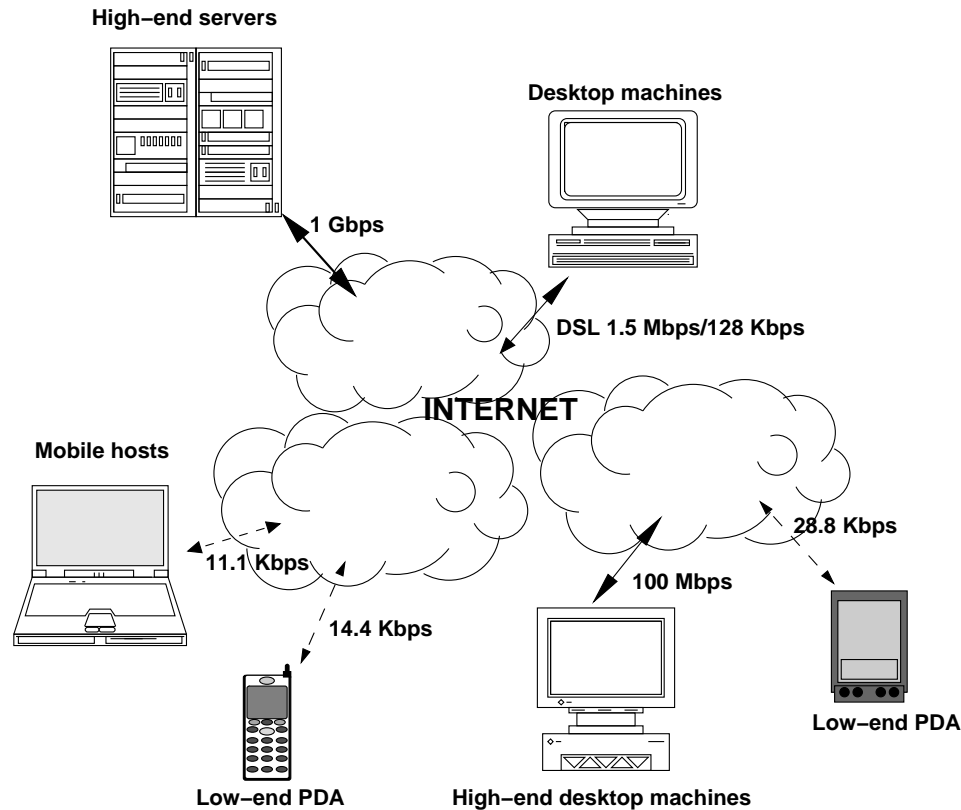 High−end servers
Desktop machines
1 Gbps
DSL 1.5 Mbps/128 Kbps
INTERNET
Mobile hosts
28.8 Kbps
11.1 Kbps
100 Mbps
14.4 Kbps
Low−end PDA
Low−end PDA
High−end desktop machines